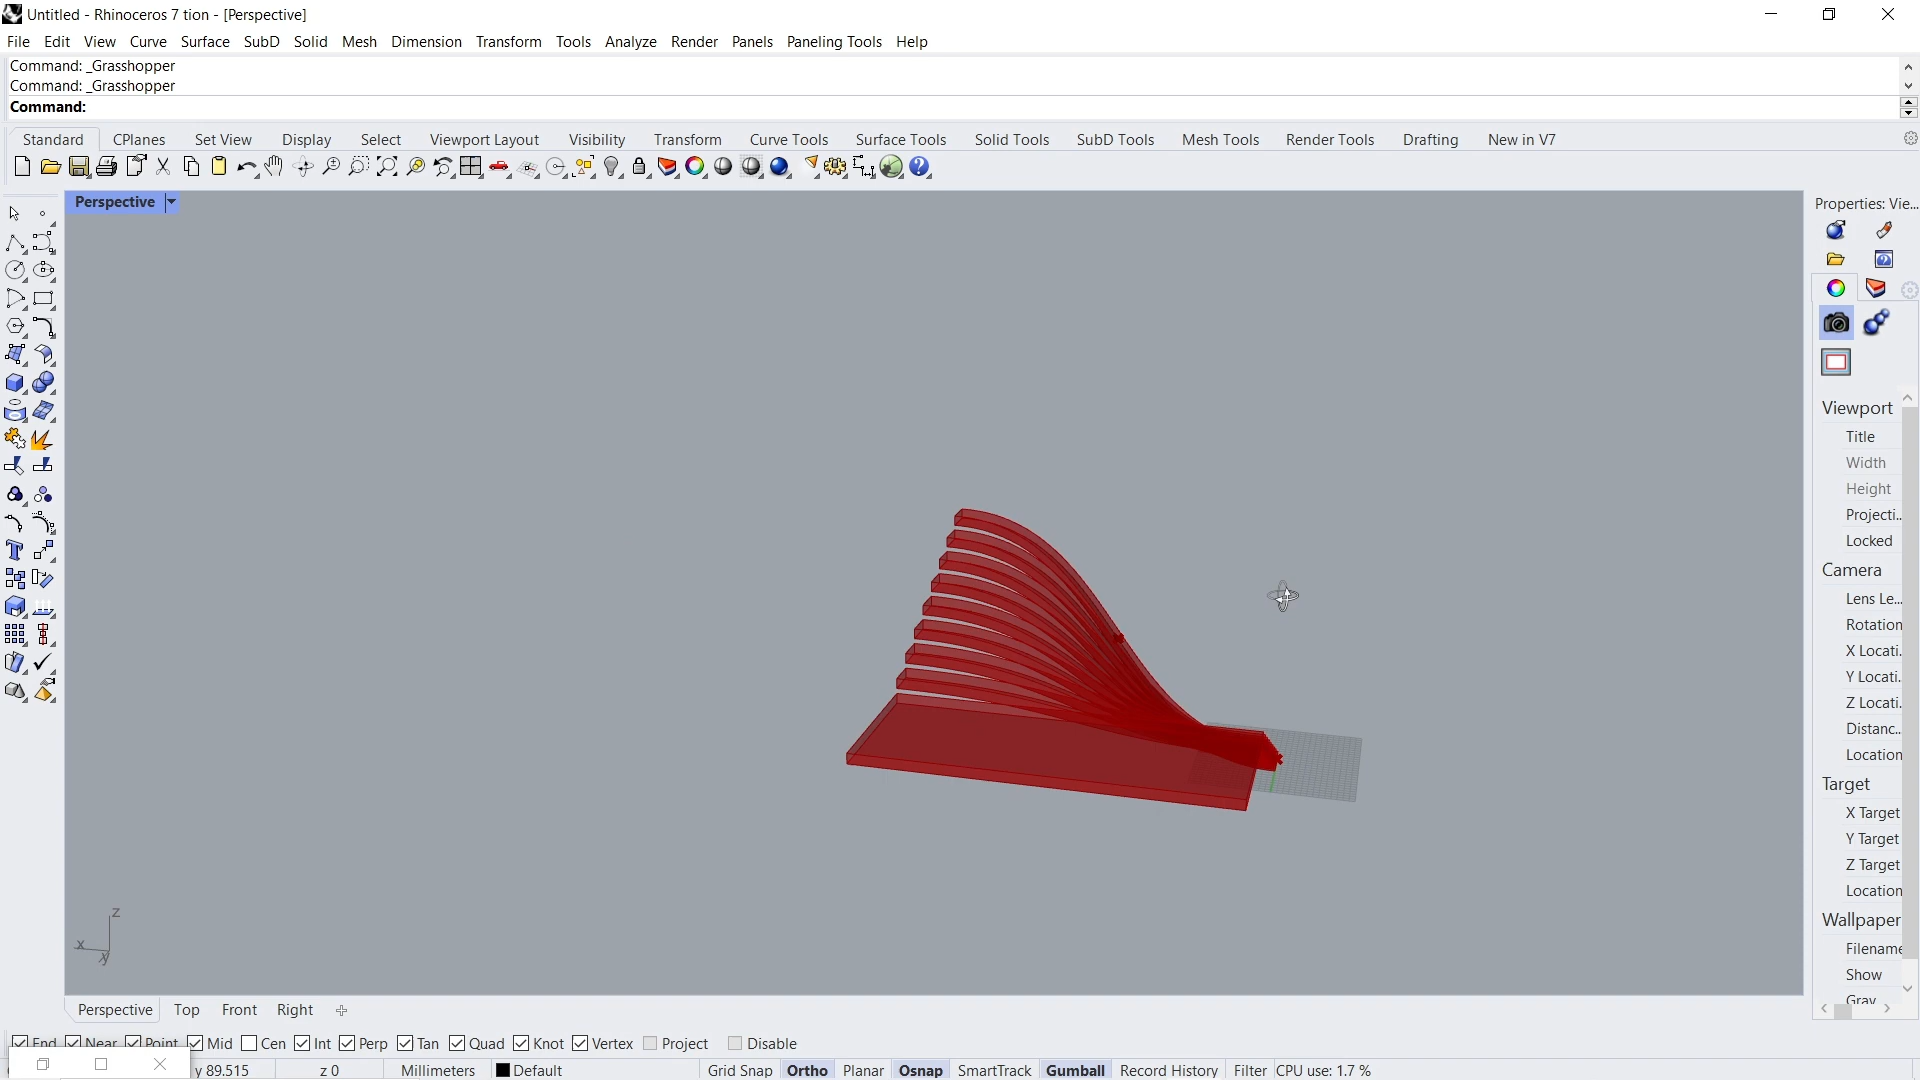 Untitled - Rhinoceros 7 tion - [Perspective]
File Edit View Curve Surface SubD Solid Mesh Dimension Transform Tools Analyze Render Panels Paneling Tools Help
Command: _Grasshopper
Command: _Grasshopper
Command:
Standard CPlanes Set View Display Select Viewport Layout Visibility Transform Curve Tools Surface Tools Solid Tools SubD Tools Mesh Tools Render Tools Drafting New in V7
Perspective
Properties: Vie...
Viewport
Title
Width
Height
Projecti...
Locked
Camera
Lens Le...
Rotation
X Locati...
Y Locati...
Z Locati...
Distanc...
Location
Target
X Target
Y Target
Z Target
Location
Wallpaper
Filename
Show
Gray
z
x
y
Perspective Top Front Right
End Near Point Mid Cen Int Perp Tan Quad Knot Vertex Project Disable
y 89.515 z 0 Millimeters Default Grid Snap Ortho Planar Osnap SmartTrack Gumball Record History Filter CPU use: 1.7 %